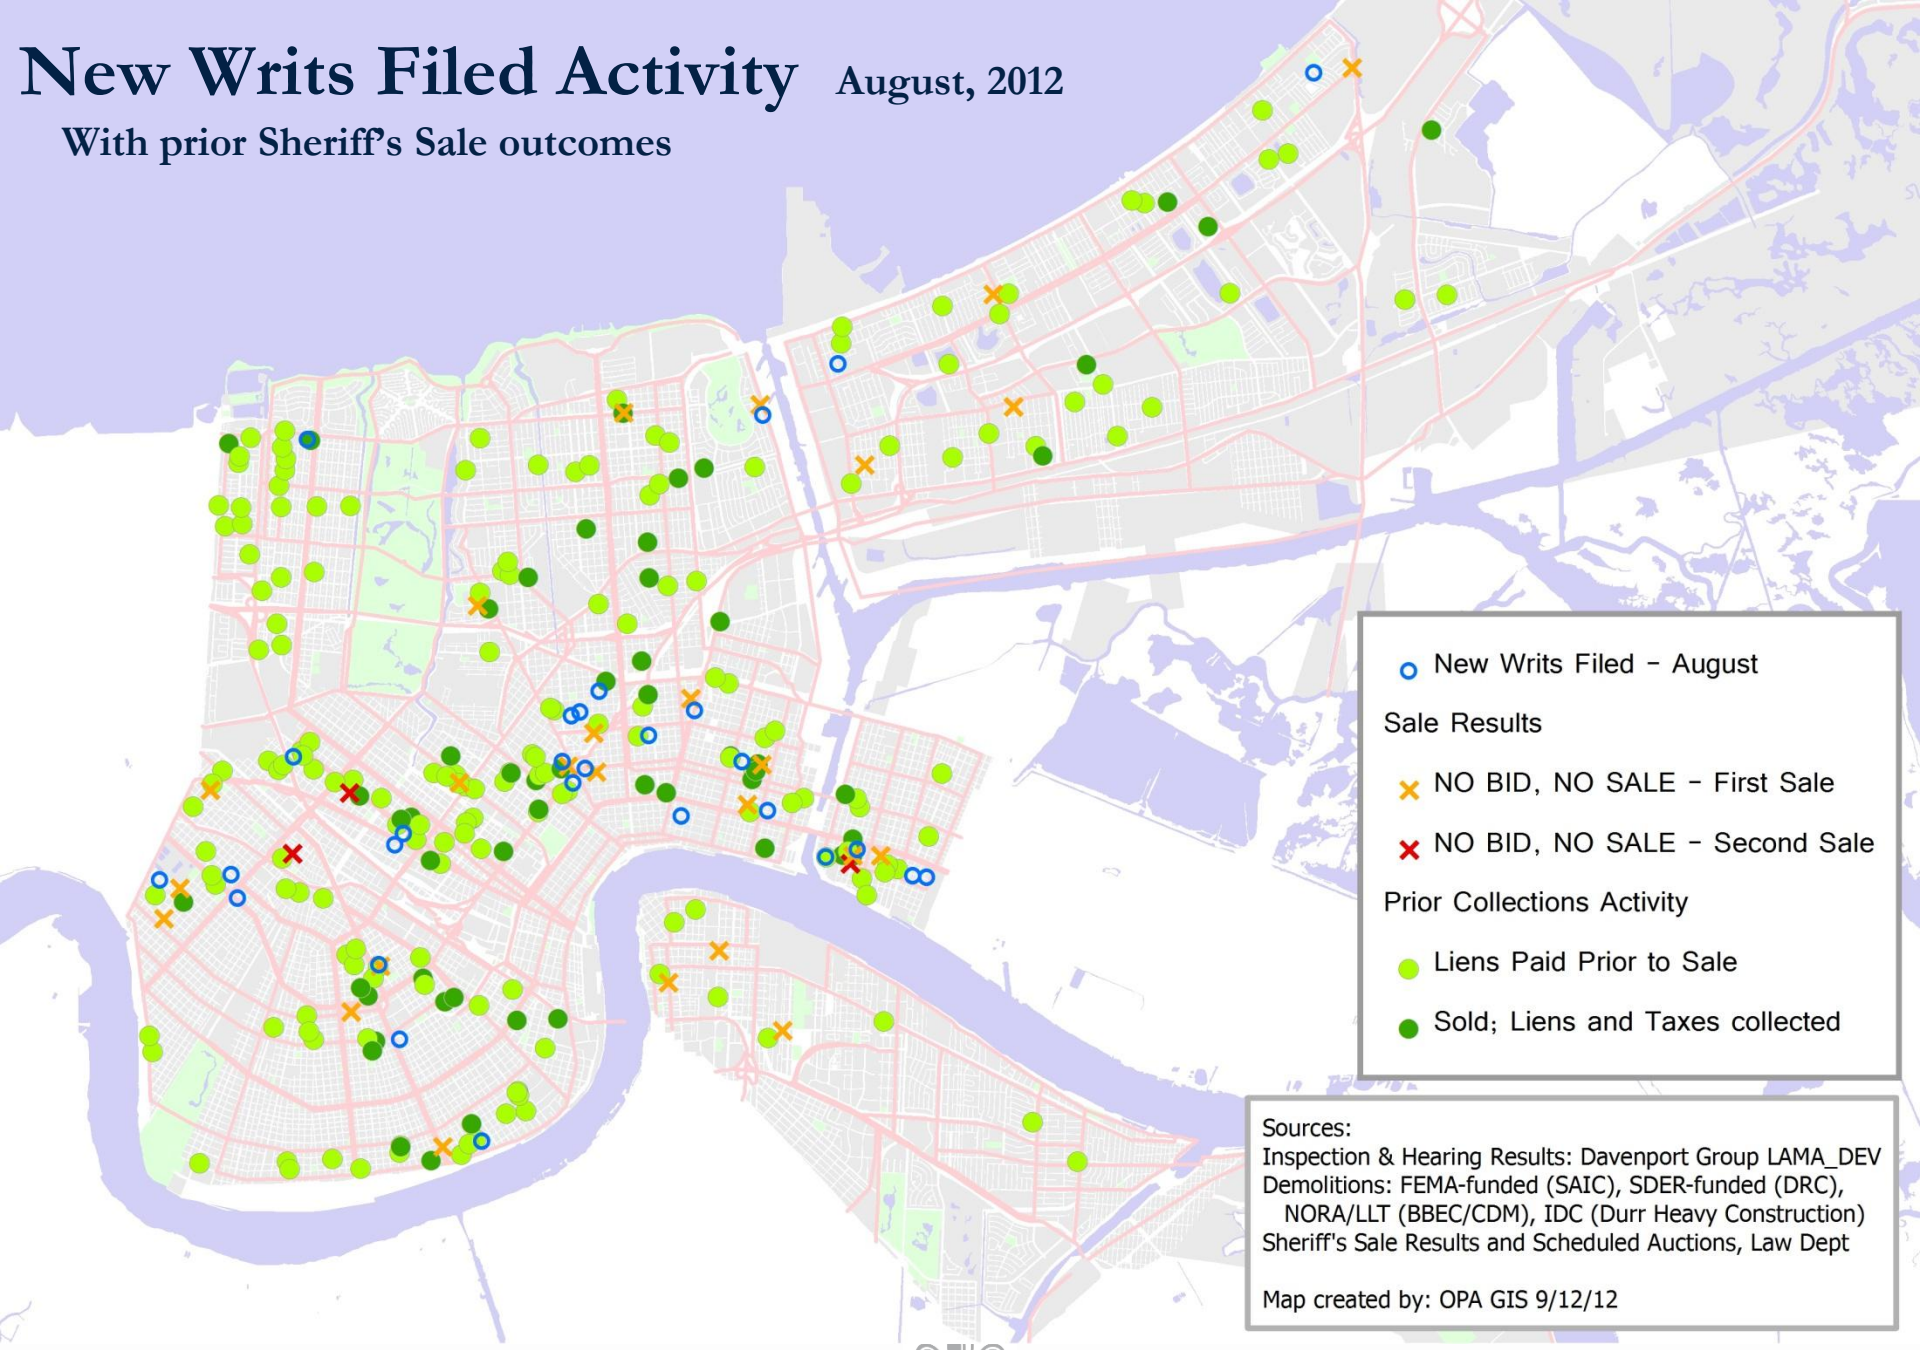 New Writs Filed Activity August, 2012
With prior Sheriff's Sale outcomes
New Writs Filed – August
Sale Results
NO BID, NO SALE – First Sale
NO BID, NO SALE – Second Sale
Prior Collections Activity
Liens Paid Prior to Sale
Sold; Liens and Taxes collected
Sources:
Inspection & Hearing Results: Davenport Group LAMA_DEV
Demolitions: FEMA-funded (SAIC), SDER-funded (DRC),
NORA/LLT (BBEC/CDM), IDC (Durr Heavy Construction)
Sheriff's Sale Results and Scheduled Auctions, Law Dept
Map created by: OPA GIS 9/12/12